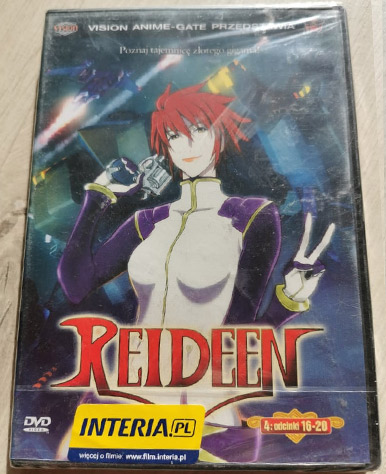 VISION ANIME-GATE PRZEDSTAWIA
Poznaj tajemnicę złotego giganta!
REIDEEN
4: odcinki 16-20
DVD
VIDEO
INTERIA.PL
więcej o filmie www.film.interia.pl